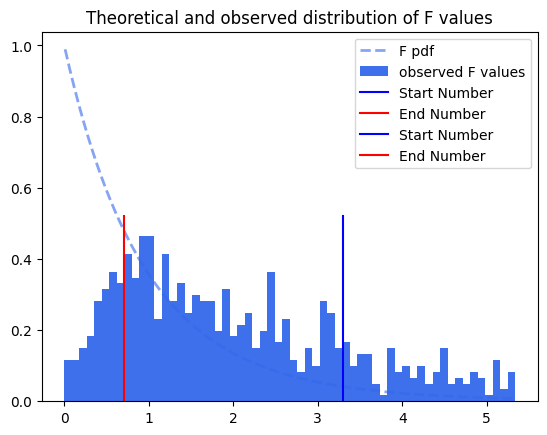 Theoretical and observed distribution of F values
F pdf
observed F values
Start Number
End Number
Start Number
End Number
1.0
0.8
0.6
0.4
0.2
0.0
0 1 2 3 4 5